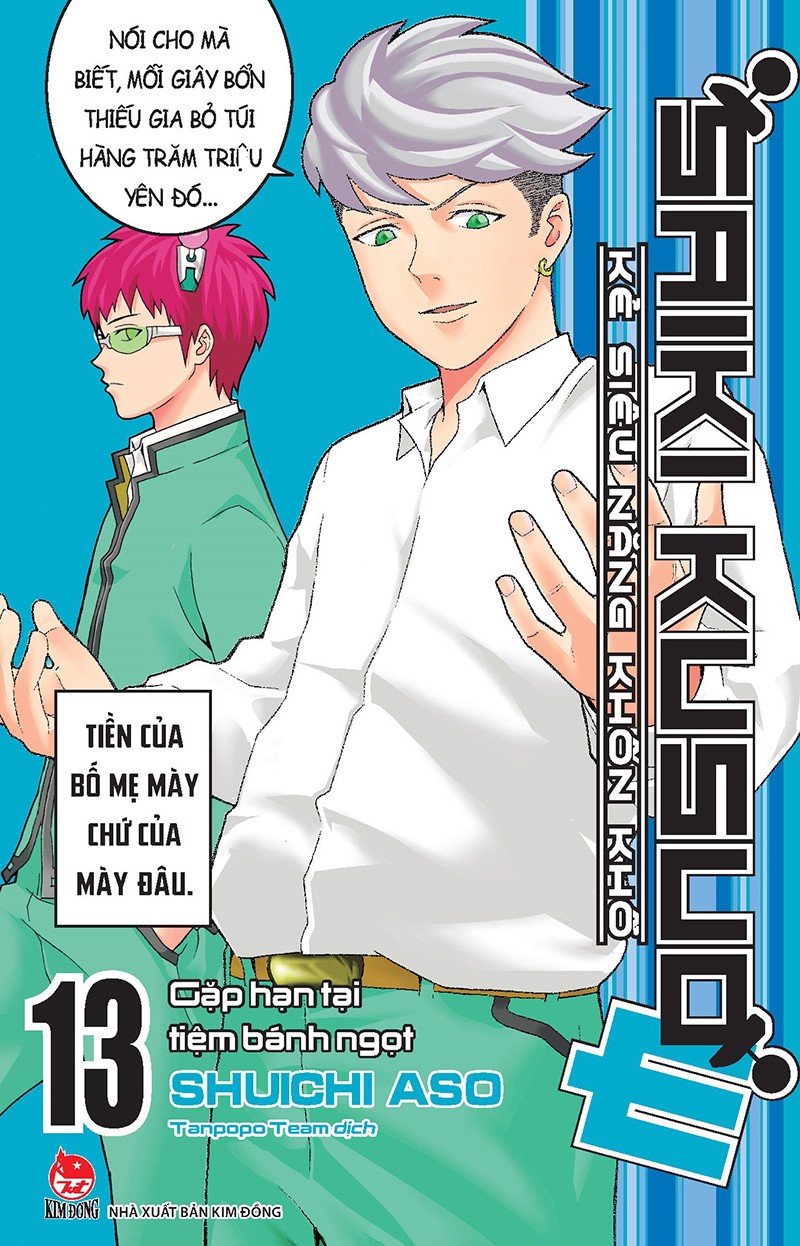 NÓI CHO MÀ
BIẾT, MỖI GIÂY BỔN
THIẾU GIA BỎ TÚI
HÀNG TRĂM TRIỆU
YÊN ĐÓ...
SAIKI KUSUO
KẺ SIÊU NĂNG KHỐN KHỔ
TIỀN CỦA
BỐ MẸ MÀY
CHỨ CỦA
MÀY ĐÂU.
13
Gặp hạn tại
tiệm bánh ngọt
SHUICHI ASO
Tanpopo Team dịch
KIM ĐỒNG
NHÀ XUẤT BẢN KIM ĐỒNG